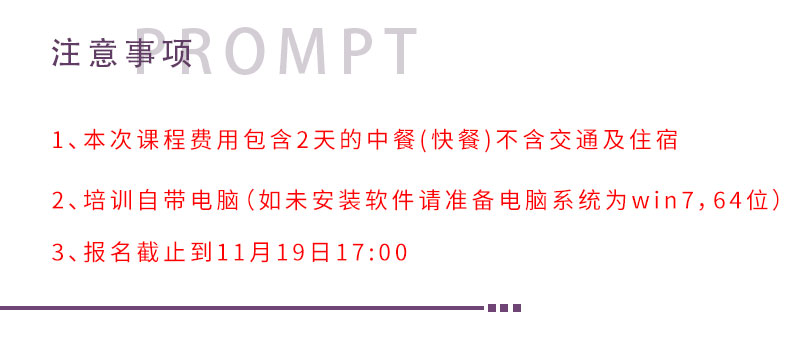 PROMPT
注意事项
1、本次课程费用包含2天的中餐(快餐)不含交通及住宿
2、培训自带电脑(如未安装软件请准备电脑系统为win7,64位)
3、报名截止到11月19日17:00